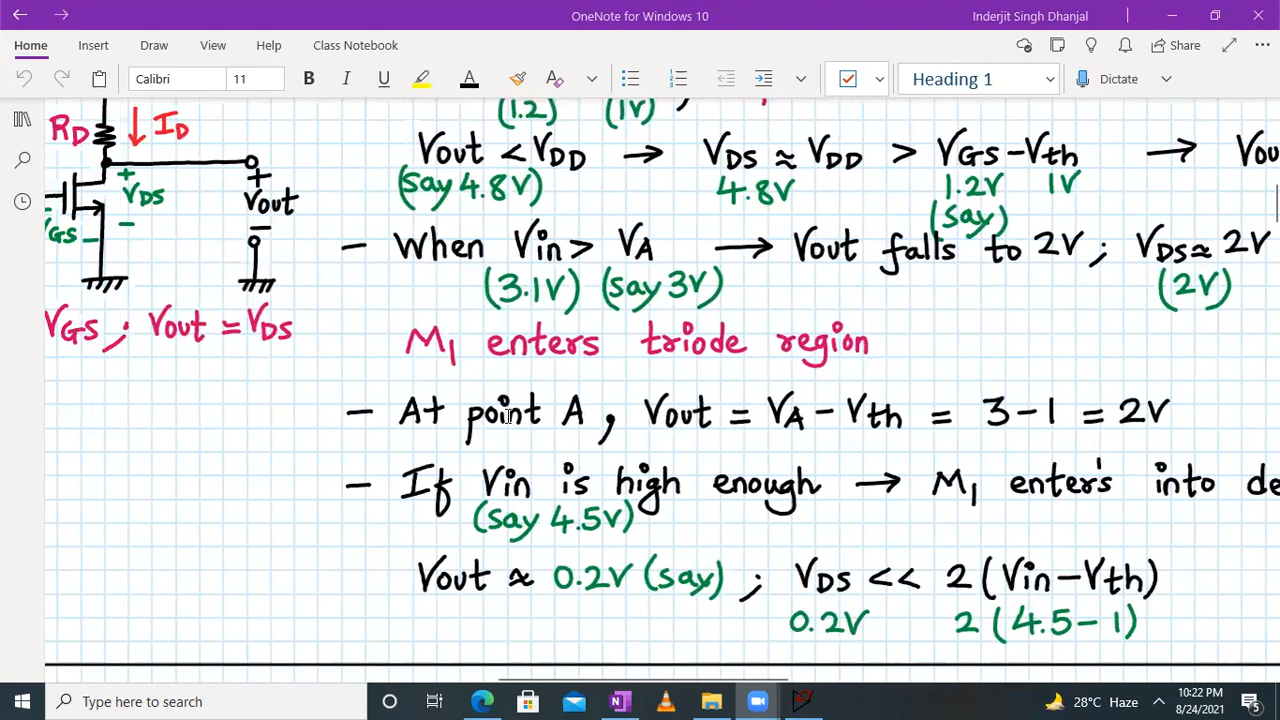 OneNote for Windows 10
Inderjit Singh Dhanjal
Home Insert Draw View Help Class Notebook
Share
Calibri 11 B I U A Heading 1 Dictate
(1.2) (1V)
RD ID
Vout < VDD → VDS ≈ VDD > VGS-Vth → Vou
(say 4.8V) 4.8V 1.2V 1V
(say)
+ VDS -
VGS -
+ Vout -
- When Vin > VA → Vout falls to 2V ; VDS ≈ 2V
(3.1V) (say 3V) (2V)
VGS ; Vout = VDS
M1 enters triode region
- At point A , Vout = VA - Vth = 3 - 1 = 2V
- If Vin is high enough → M1 enter's into de
(say 4.5V)
Vout ≈ 0.2V (say) ; VDS << 2 (Vin-Vth)
0.2V 2 ( 4.5 - 1)
Type here to search
28°C Haze
10:22 PM
8/24/2021
5